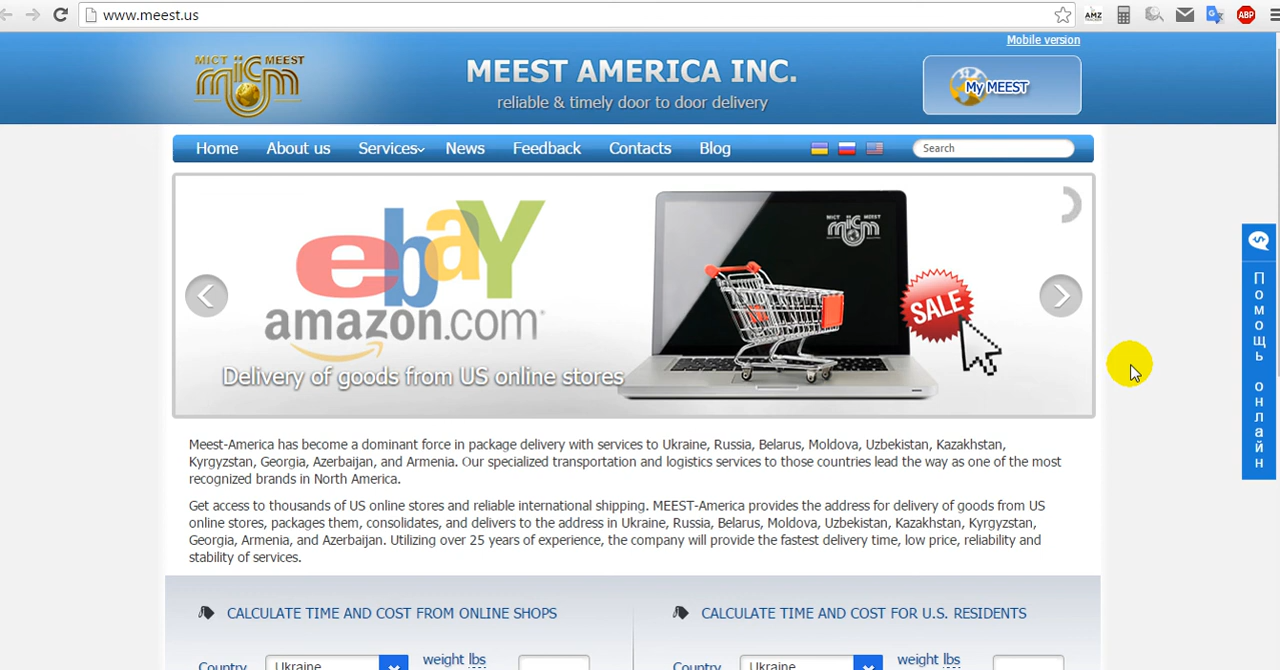 www.meest.us
AMZ
ABP
Mobile version
МІСТ MEEST
MEEST AMERICA INC.
reliable & timely door to door delivery
My MEEST
Home About us Services News Feedback Contacts Blog Search
ebay
МІСТ MEEST
amazon.com
SALE
Delivery of goods from US online stores
Помощь онлайн
Meest-America has become a dominant force in package delivery with services to Ukraine, Russia, Belarus, Moldova, Uzbekistan, Kazakhstan,
Kyrgyzstan, Georgia, Azerbaijan, and Armenia. Our specialized transportation and logistics services to those countries lead the way as one of the most
recognized brands in North America.
Get access to thousands of US online stores and reliable international shipping. MEEST-America provides the address for delivery of goods from US
online stores, packages them, consolidates, and delivers to the address in Ukraine, Russia, Belarus, Moldova, Uzbekistan, Kazakhstan, Kyrgyzstan,
Georgia, Armenia, and Azerbaijan. Utilizing over 25 years of experience, the company will provide the fastest delivery time, low price, reliability and
stability of services.
CALCULATE TIME AND COST FROM ONLINE SHOPS
CALCULATE TIME AND COST FOR U.S. RESIDENTS
Country Ukraine weight lbs
Country Ukraine weight lbs